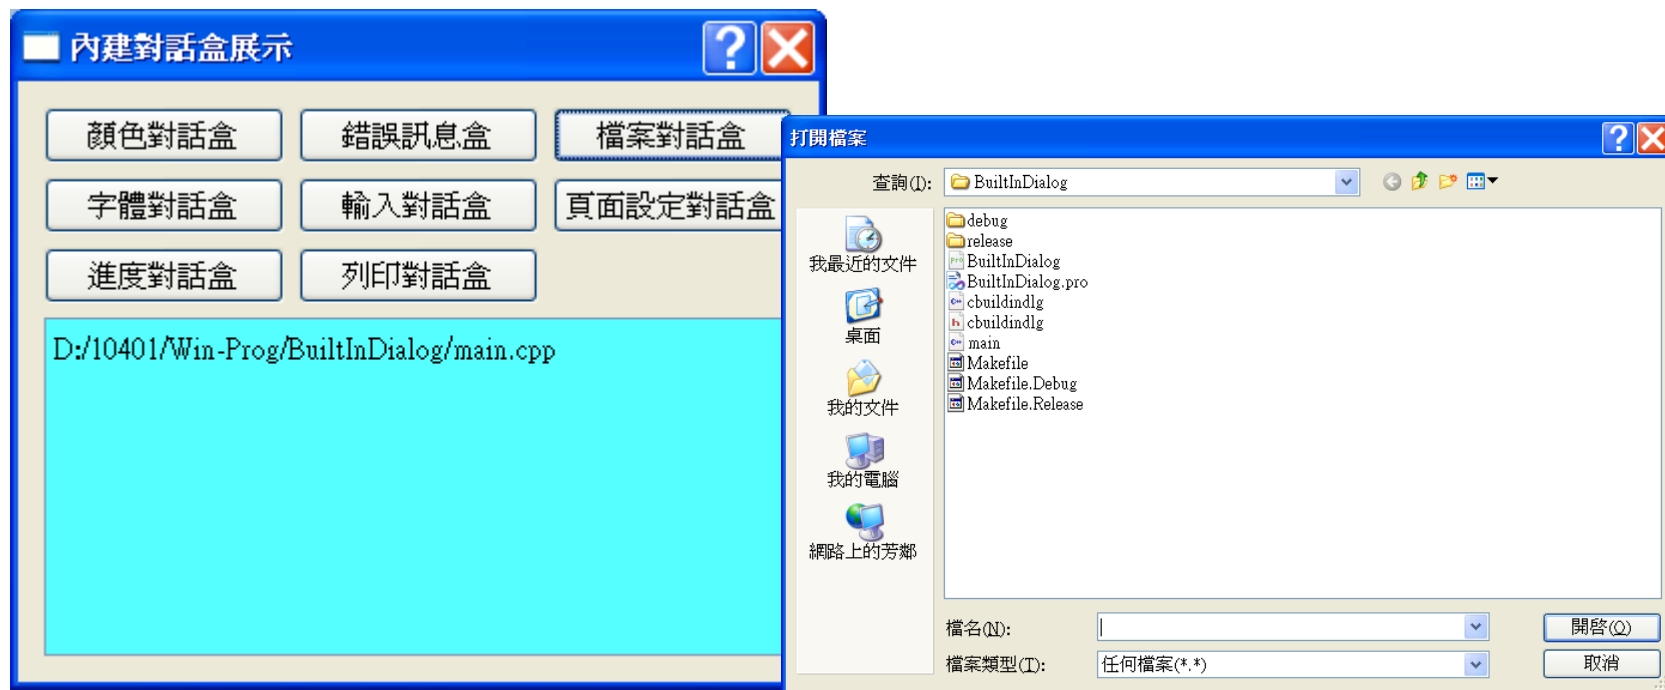 內建對話盒展示
顏色對話盒 錯誤訊息盒 檔案對話盒
字體對話盒 輸入對話盒 頁面設定對話盒
進度對話盒 列印對話盒
D:/10401/Win-Prog/BuiltInDialog/main.cpp
打開檔案
查詢(I): BuiltInDialog
我最近的文件
桌面
我的文件
我的電腦
網路上的芳鄰
debug
release
BuiltInDialog
BuiltInDialog.pro
cbuildindlg
cbuildindlg
main
Makefile
Makefile.Debug
Makefile.Release
檔名(N): 開啓(O)
檔案類型(T): 任何檔案(*.*) 取消